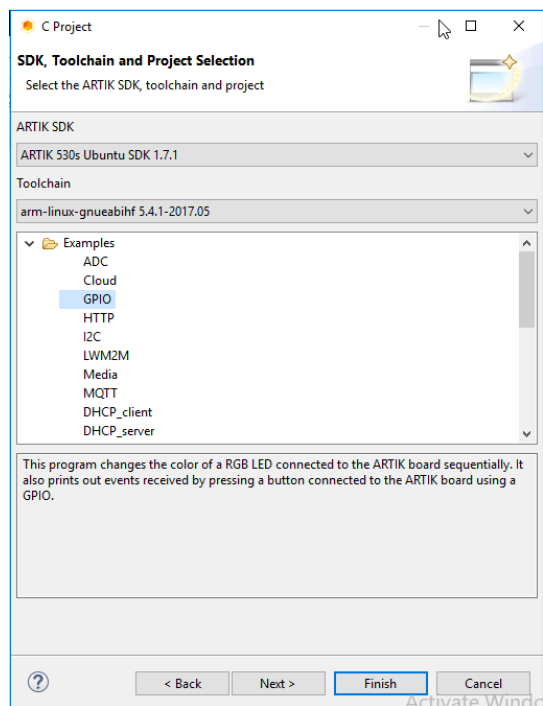 C Project
SDK, Toolchain and Project Selection
Select the ARTIK SDK, toolchain and project
ARTIK SDK
ARTIK 530s Ubuntu SDK 1.7.1
Toolchain
arm-linux-gnueabihf 5.4.1-2017.05
Examples
ADC
Cloud
GPIO
HTTP
I2C
LWM2M
Media
MQTT
DHCP_client
DHCP_server
This program changes the color of a RGB LED connected to the ARTIK board sequentially. It
also prints out events received by pressing a button connected to the ARTIK board using a
GPIO.
?
< Back
Next >
Finish
Cancel
Activate Windo